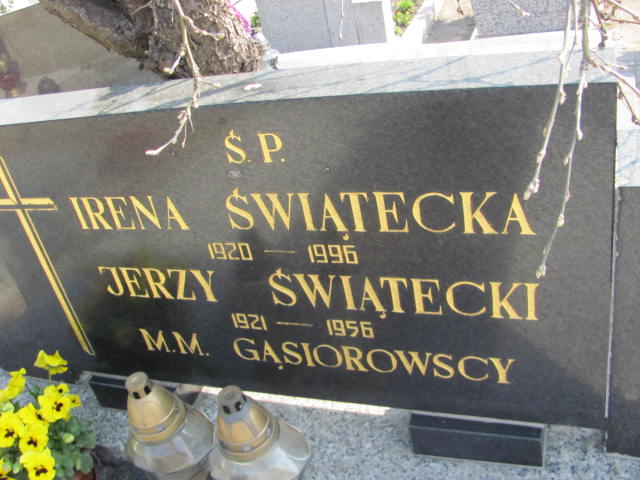 Ś.P.
IRENA ŚWIĄTECKA
1920 — 1996
JERZY ŚWIĄTECKI
1921 — 1956
M.M. GĄSIOROWSCY